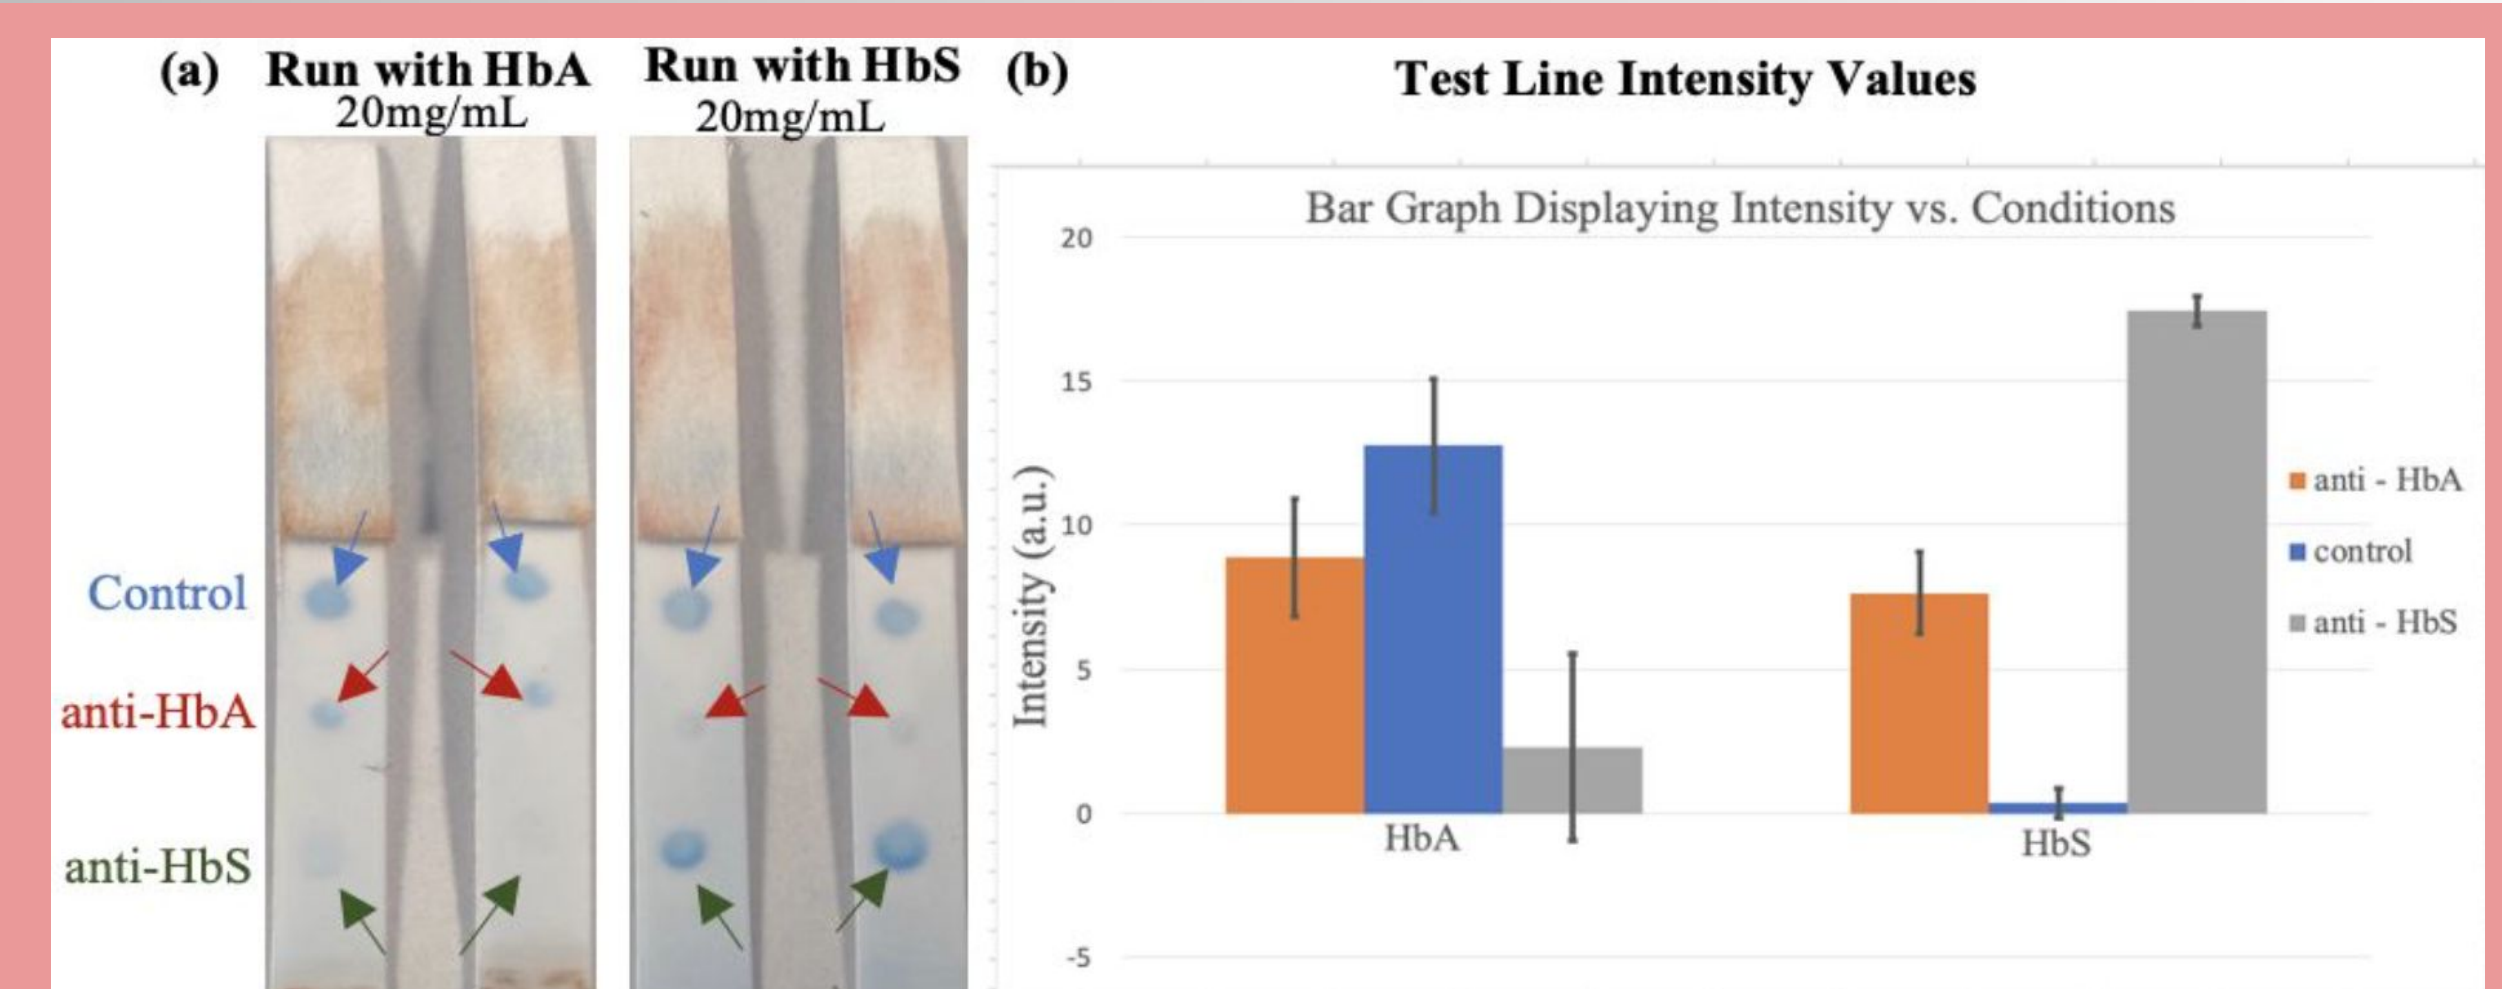 (a) Run with HbA
20mg/mL
Run with HbS
20mg/mL
Control
anti-HbA
anti-HbS
(b) Test Line Intensity Values
Bar Graph Displaying Intensity vs. Conditions
Intensity (a.u.)
20
15
10
5
0
-5
HbA
HbS
anti - HbA
control
anti - HbS